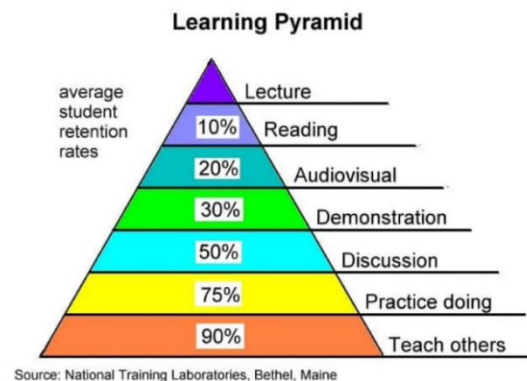 Learning Pyramid
average
student
retention
rates
Lecture
10% Reading
20% Audiovisual
30% Demonstration
50% Discussion
75% Practice doing
90% Teach others
Source: National Training Laboratories, Bethel, Maine